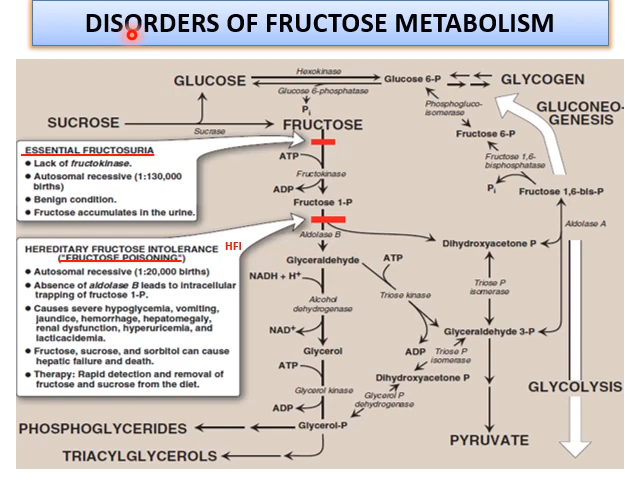 DISORDERS OF FRUCTOSE METABOLISM
8
GLUCOSE
Hexokinase
Glucose 6-P
GLYCOGEN
Glucose 6-phosphatase
Pi
Phosphogluco-
isomerase
GLUCONEO-
GENESIS
SUCROSE
Sucrase
FRUCTOSE
Fructose 6-P
ESSENTIAL FRUCTOSURIA
• Lack of fructokinase.
• Autosomal recessive (1:130,000
births)
• Benign condition.
• Fructose accumulates in the urine.
ATP
Fructokinase
ADP
Fructose 1-P
Fructose 1,6-
bisphosphatase
Pi
Fructose 1,6-bis-P
Aldolase A
HEREDITARY FRUCTOSE INTOLERANCE
HFI
("FRUCTOSE POISONING")
• Autosomal recessive (1:20,000 births)
• Absence of aldolase B leads to intracellular
trapping of fructose 1-P.
• Causes severe hypoglycemia, vomiting,
jaundice, hemorrhage, hepatomegaly,
renal dysfunction, hyperuricemia, and
lacticacidemia.
• Fructose, sucrose, and sorbitol can cause
hepatic failure and death.
• Therapy: Rapid detection and removal of
fructose and sucrose from the diet.
Aldolase B
Dihydroxyacetone P
Glyceraldehyde
ATP
NADH + H+
Triose kinase
Triose P
isomerase
Alcohol
dehydrogenase
NAD+
Glyceraldehyde 3-P
Glycerol
ADP
Triose P
isomerase
ATP
Dihydroxyacetone P
GLYCOLYSIS
Glycerol kinase
Glycerol P
dehydrogenase
ADP
PHOSPHOGLYCERIDES
Glycerol-P
PYRUVATE
TRIACYLGLYCEROLS